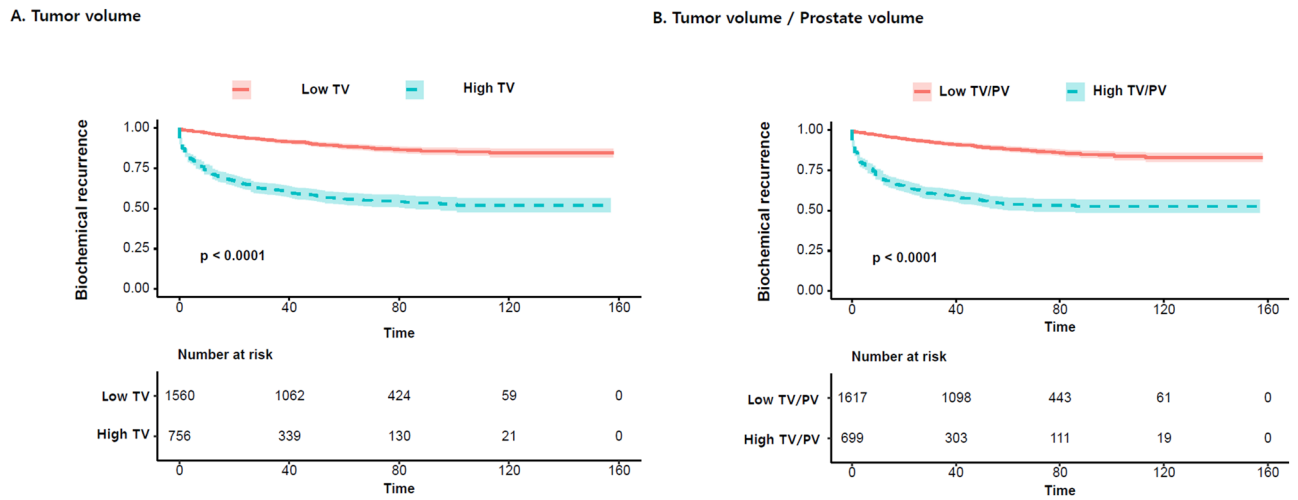 A. Tumor volume
Low TV High TV
Biochemical recurrence
1.00
0.75
0.50
0.25
0.00
p < 0.0001
0 40 80 120 160
Time
Number at risk
Low TV 1560 1062 424 59 0
High TV 756 339 130 21 0
0 40 80 120 160
Time
B. Tumor volume / Prostate volume
Low TV/PV High TV/PV
Biochemical recurrence
1.00
0.75
0.50
0.25
0.00
p < 0.0001
0 40 80 120 160
Time
Number at risk
Low TV/PV 1617 1098 443 61 0
High TV/PV 699 303 111 19 0
0 40 80 120 160
Time